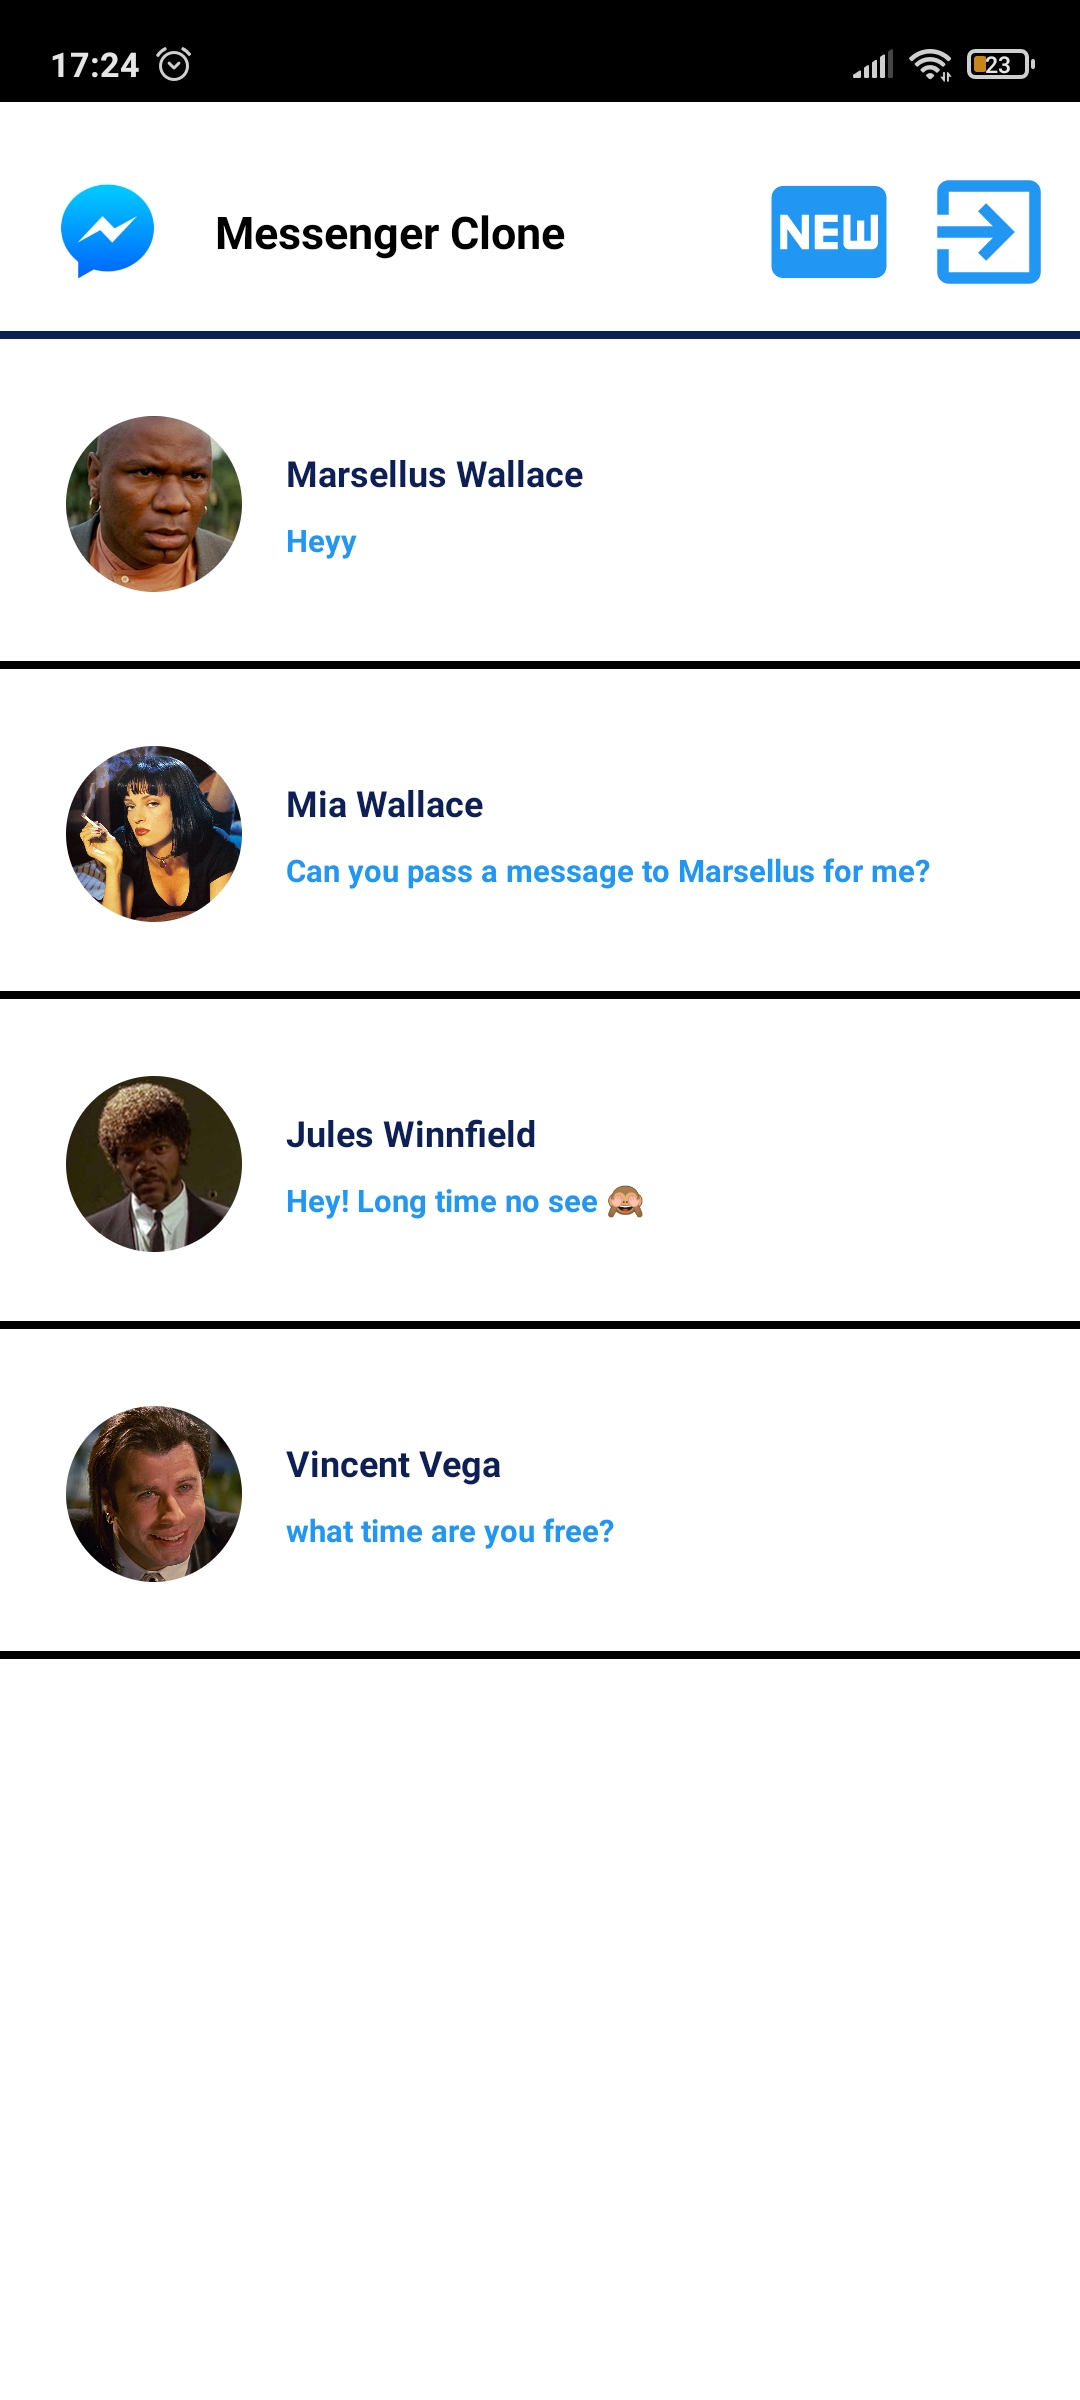 17:24
23
Messenger Clone
NEW
Marsellus Wallace
Heyy
Mia Wallace
Can you pass a message to Marsellus for me?
Jules Winnfield
Hey! Long time no see 🙈
Vincent Vega
what time are you free?